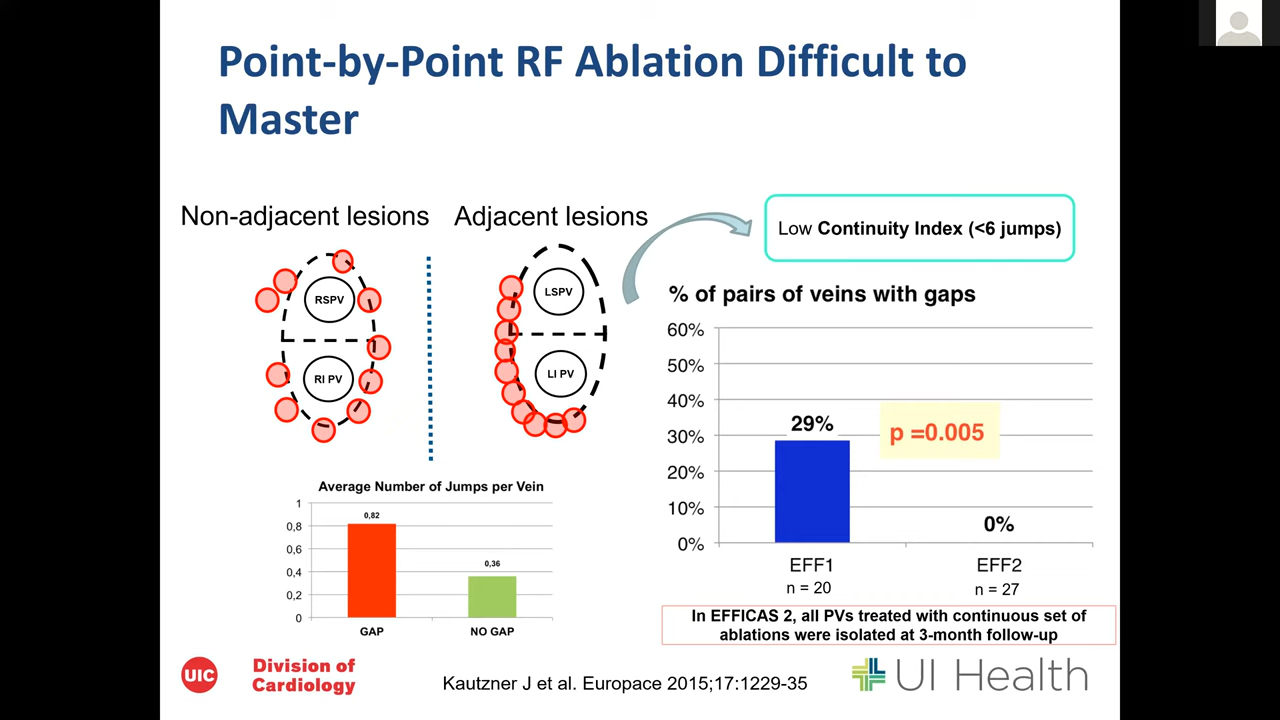 Point-by-Point RF Ablation Difficult to
Master
Non-adjacent lesions
Adjacent lesions
RSPV
RI PV
LSPV
LI PV
Low Continuity Index (<6 jumps)
Average Number of Jumps per Vein
1
0,8
0,6
0,4
0,2
0
0,82
0,36
GAP
NO GAP
% of pairs of veins with gaps
60%
50%
40%
30%
20%
10%
0%
29%
p =0.005
0%
EFF1
EFF2
n = 20
n = 27
In EFFICAS 2, all PVs treated with continuous set of
ablations were isolated at 3-month follow-up
UIC
Division of
Cardiology
Kautzner J et al. Europace 2015;17:1229-35
UI Health